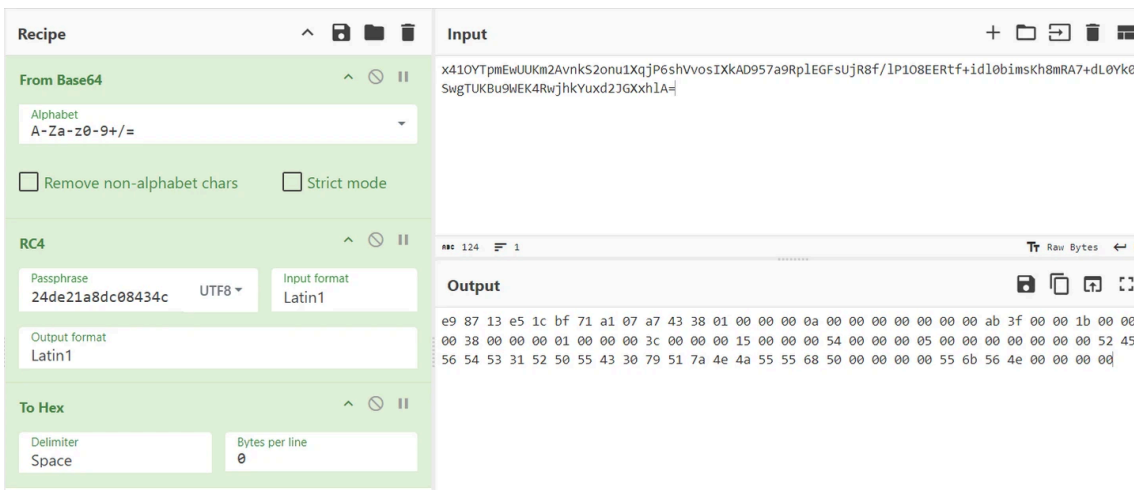 Recipe
From Base64
Alphabet
A-Za-z0-9+/=
Remove non-alphabet chars
Strict mode
RC4
Passphrase
24de21a8dc08434c
UTF8
Input format
Latin1
Output format
Latin1
To Hex
Delimiter
Space
Bytes per line
0
Input
x41OYTpmEwUUKm2AvnkS2onu1XqjP6shVvosIXkAD957a9RplEGFsUjR8f/lP1O8EERtf+idl0bimsKh8mRA7+dL0Yk0
SwgTUKBu9WEK4RwjhkYuxd2JGXxhlA=
ABC 124 1
Tr Raw Bytes
Output
e9 87 13 e5 1c bf 71 a1 07 a7 43 38 01 00 00 00 0a 00 00 00 00 00 00 00 ab 3f 00 00 1b 00 00
00 38 00 00 00 01 00 00 00 3c 00 00 00 15 00 00 00 54 00 00 00 05 00 00 00 00 00 00 00 52 45
56 54 53 31 52 50 55 43 30 79 51 7a 4e 4a 55 55 68 50 00 00 00 00 55 6b 56 4e 00 00 00 00